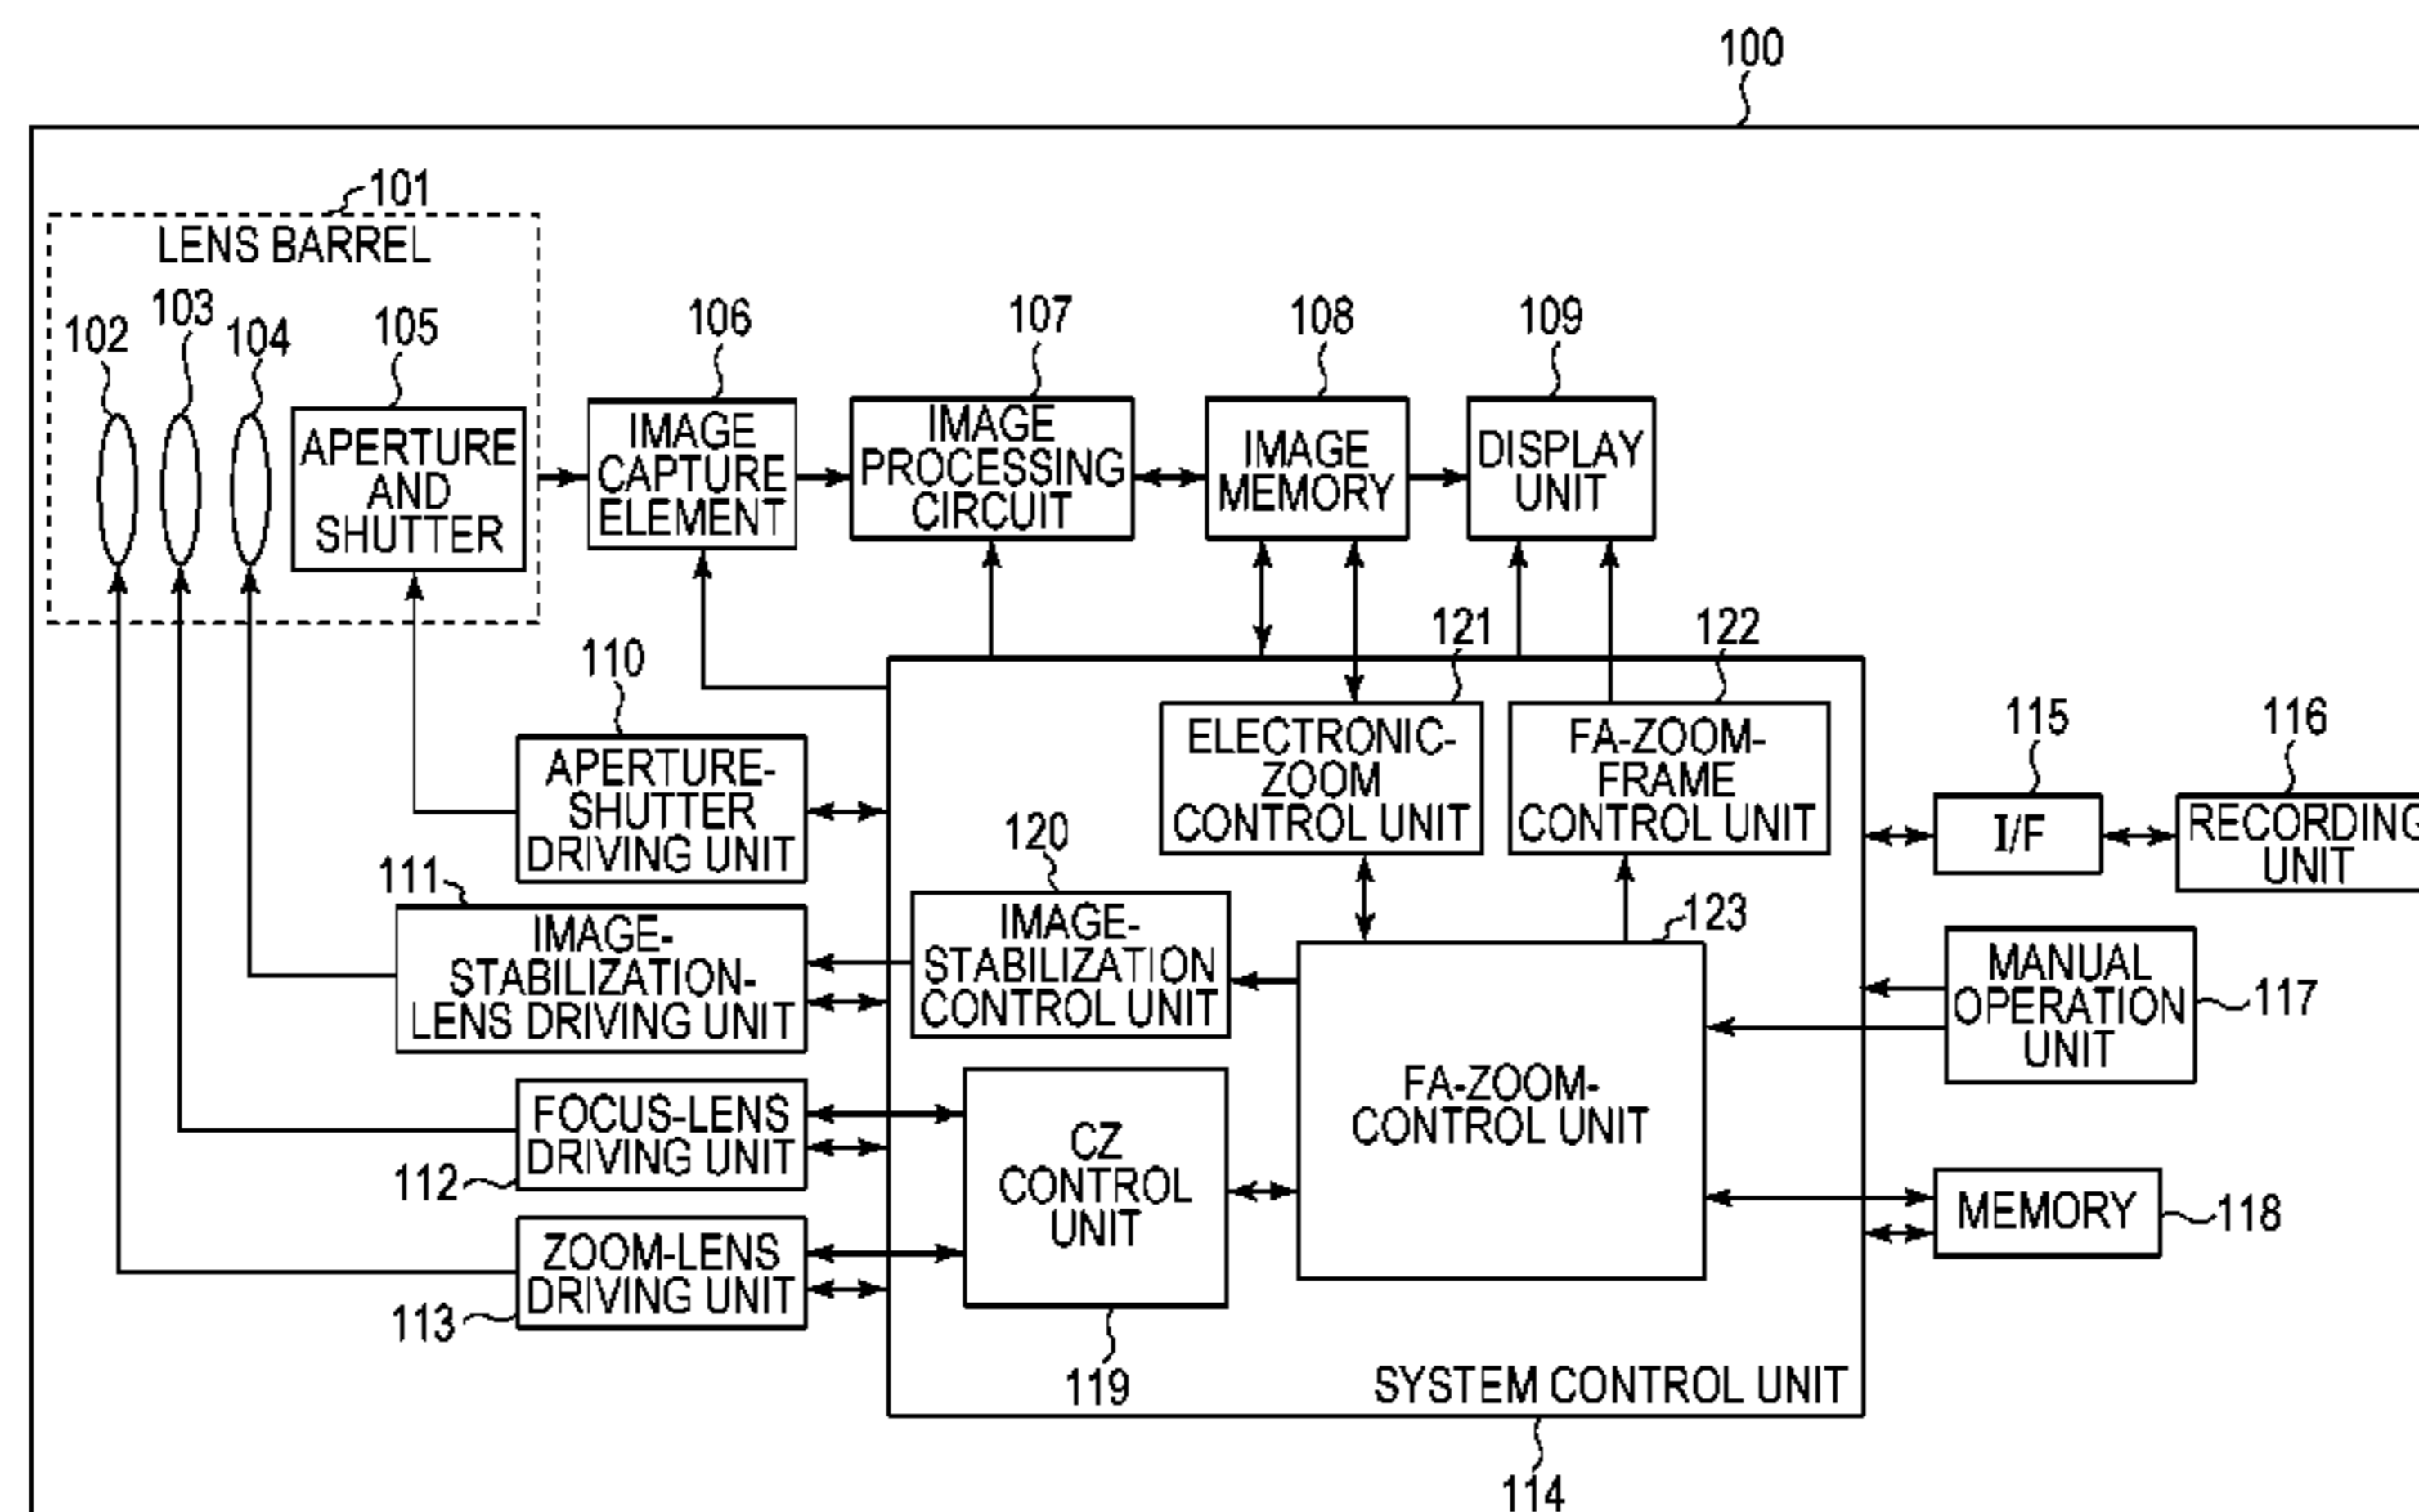 100
101
LENS BARREL
102
103
104
105
APERTURE
AND
SHUTTER
106
IMAGE
CAPTURE
ELEMENT
107
IMAGE
PROCESSING
CIRCUIT
108
IMAGE
MEMORY
109
DISPLAY
UNIT
110
APERTURE-
SHUTTER
DRIVING UNIT
111
IMAGE-
STABILIZATION-
LENS DRIVING UNIT
112
FOCUS-LENS
DRIVING UNIT
113
ZOOM-LENS
DRIVING UNIT
121
ELECTRONIC-
ZOOM
CONTROL UNIT
122
FA-ZOOM-
FRAME
CONTROL UNIT
120
IMAGE-
STABILIZATION
CONTROL UNIT
123
FA-ZOOM-
CONTROL UNIT
CZ
CONTROL
UNIT
119
SYSTEM CONTROL UNIT
114
115
I/F
116
RECORDING
UNIT
MANUAL
OPERATION
UNIT
117
MEMORY
118